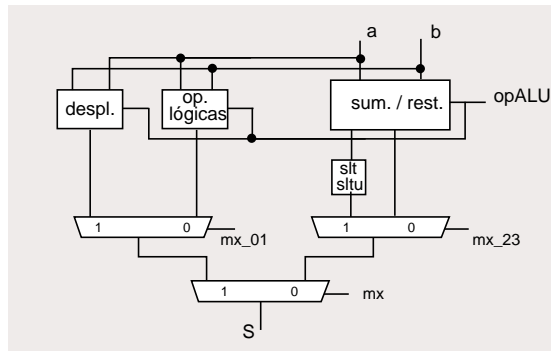 a
b
despl.
op.
lógicas
sum. / rest.
opALU
slt
sltu
1
0
mx_01
1
0
mx_23
1
0
mx
S